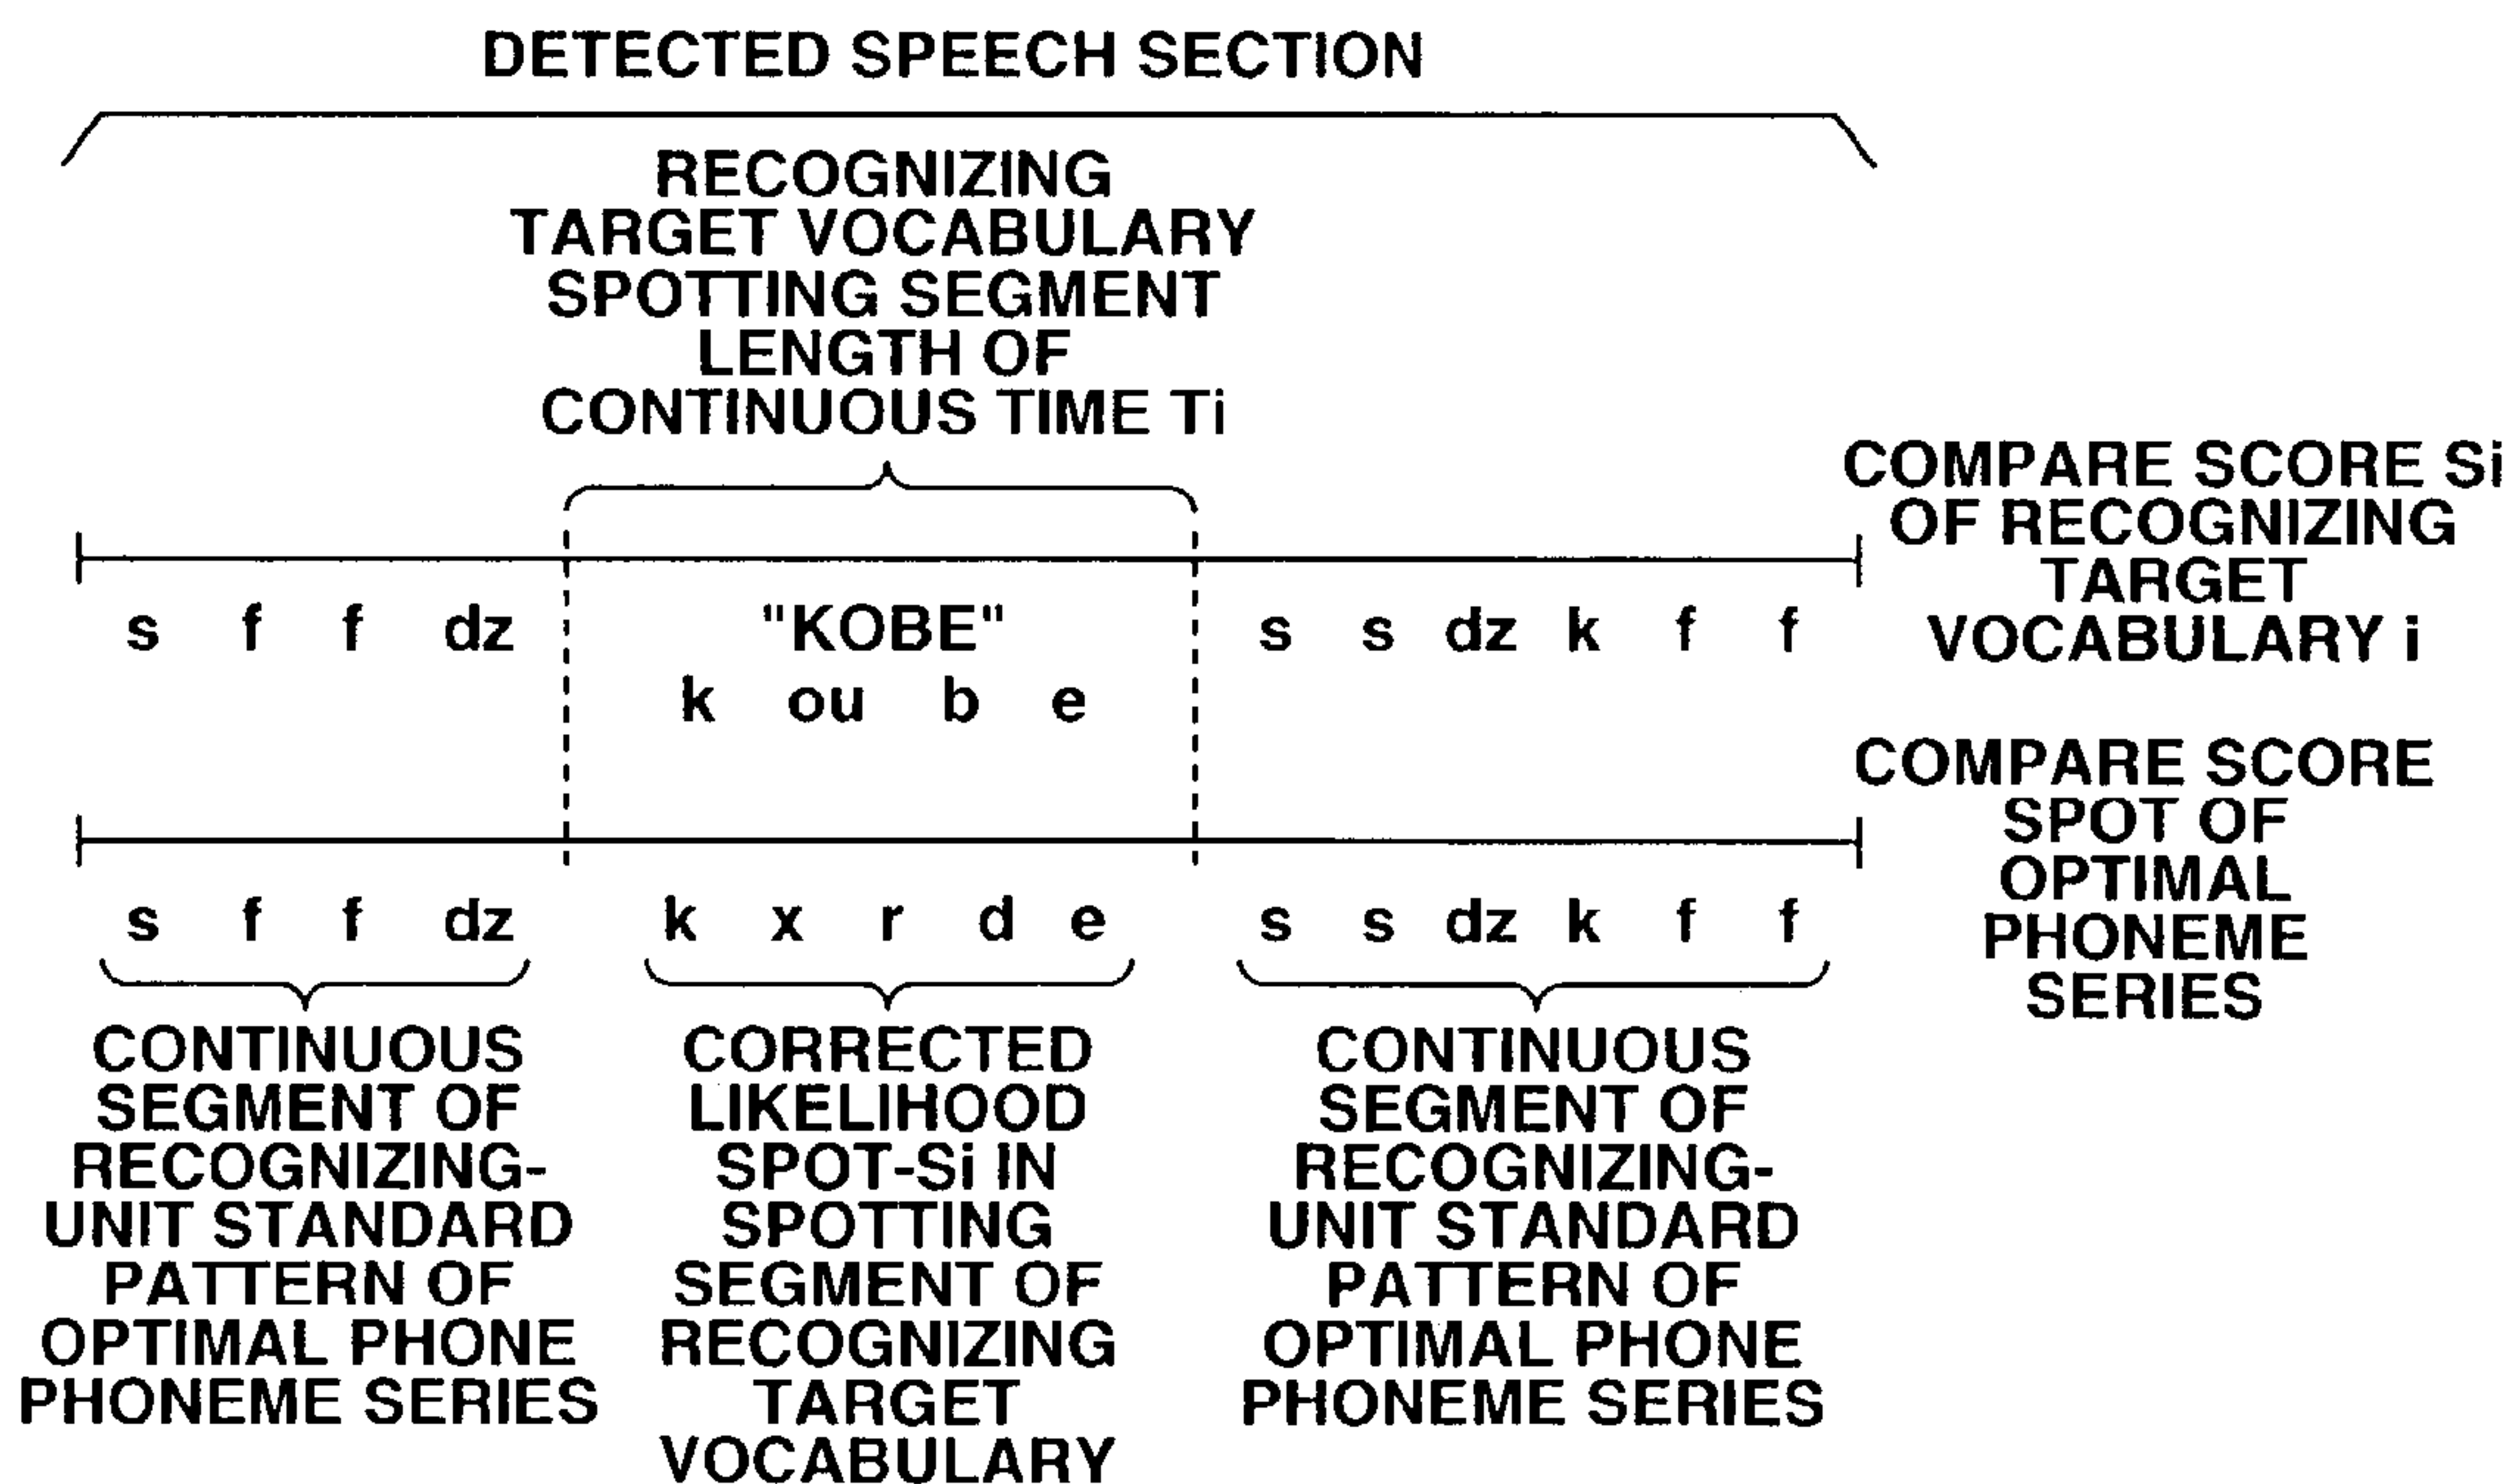 DETECTED SPEECH SECTION
RECOGNIZING
TARGET VOCABULARY
SPOTTING SEGMENT
LENGTH OF
CONTINUOUS TIME Ti
COMPARE SCORE Si
OF RECOGNIZING
TARGET
VOCABULARY i
s f f dz "KOBE" s s dz k f f
k ou b e
COMPARE SCORE
SPOT OF
OPTIMAL
PHONEME
SERIES
s f f dz k x r d e s s dz k f f
CONTINUOUS
SEGMENT OF
RECOGNIZING-
UNIT STANDARD
PATTERN OF
OPTIMAL PHONE
PHONEME SERIES
CORRECTED
LIKELIHOOD
SPOT-Si IN
SPOTTING
SEGMENT OF
RECOGNIZING
TARGET
VOCABULARY
CONTINUOUS
SEGMENT OF
RECOGNIZING-
UNIT STANDARD
PATTERN OF
OPTIMAL PHONE
PHONEME SERIES